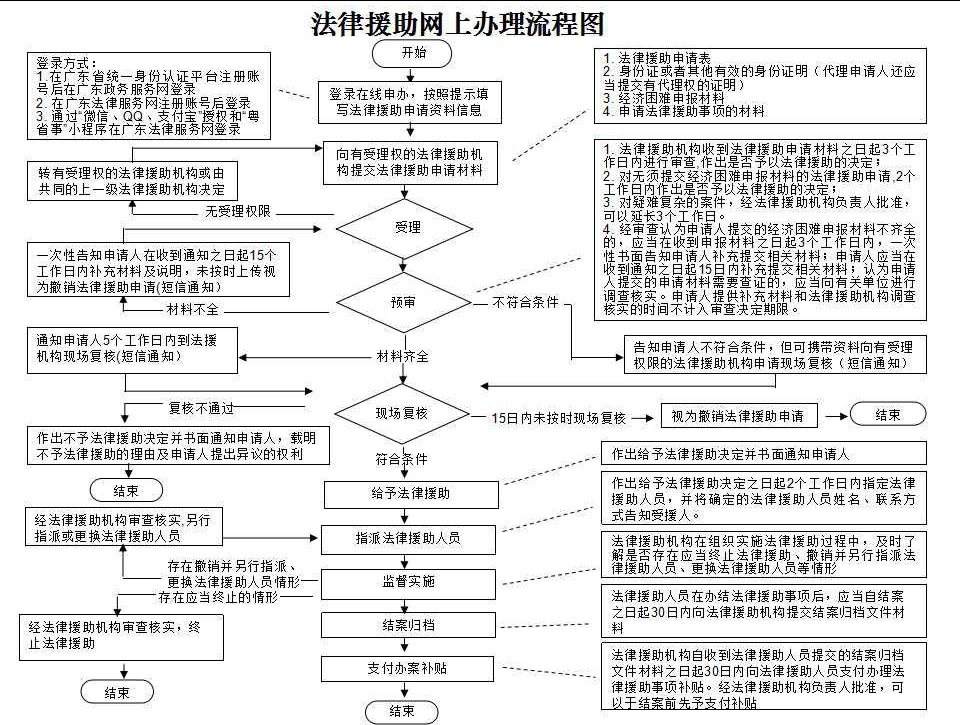 法律援助网上办理流程图
开始
登录方式：
1.在广东省统一身份认证平台注册账
号后在广东政务服务网登录
2. 在广东法律服务网注册账号后登录
3. 通过“微信、QQ、支付宝”授权和“粤
省事”小程序在广东法律服务网登录
登录在线申办，按照提示填
写法律援助申请资料信息
1. 法律援助申请表
2. 身份证或者其他有效的身份证明（代理申请人还应
当提交有代理权的证明）
3. 经济困难申报材料
4. 申请法律援助事项的材料
向有受理权的法律援助机
构提交法律援助申请材料
转有受理权的法律援助机构或由
共同的上一级法律援助机构决定
无受理权限
受理
1. 法律援助机构收到法律援助申请材料之日起3个工
作日内进行审查,作出是否予以法律援助的决定；
2. 对无须提交经济困难申报材料的法律援助申请,2个
工作日内作出是否予以法律援助的决定；
3. 对疑难复杂的案件，经法律援助机构负责人批准，
可以延长3个工作日。
4. 经审查认为申请人提交的经济困难申报材料不齐全
的，应当在收到申报材料之日起3个工作日内，一次
性书面告知申请人补充提交相关材料；申请人应当在
收到通知之日起15日内补充提交相关材料；认为申请
人提交的申请材料需要查证的，应当向有关单位进行
调查核实。申请人提供补充材料和法律援助机构调查
核实的时间不计入审查决定期限。
一次性告知申请人在收到通知之日起15个
工作日内补充材料及说明，未按时上传视
为撤销法律援助申请(短信通知)
材料不全
预审
不符合条件
通知申请人5个工作日内到法援
机构现场复核(短信通知)
材料齐全
告知申请人不符合条件，但可携带资料向有受理
权限的法律援助机构申请现场复核（短信通知）
复核不通过
现场复核
15日内未按时现场复核
视为撤销法律援助申请
结束
作出不予法律援助决定并书面通知申请人，载明
不予法律援助的理由及申请人提出异议的权利
结束
符合条件
给予法律援助
作出给予法律援助决定并书面通知申请人
经法律援助机构审查核实,另行
指派或更换法律援助人员
指派法律援助人员
作出给予法律援助决定之日起2个工作日内指定法律
援助人员，并将确定的法律援助人员姓名、联系方
式告知受援人。
存在撤销并另行指派、
更换法律援助人员情形
存在应当终止的情形
监督实施
法律援助机构在组织实施法律援助过程中，及时了
解是否存在应当终止法律援助、撤销并另行指派法
律援助人员、更换法律援助人员等情形
经法律援助机构审查核实，终
止法律援助
结束
结案归档
法律援助人员在办结法律援助事项后，应当自结案
之日起30日内向法律援助机构提交结案归档文件材
料
支付办案补贴
法律援助机构自收到法律援助人员提交的结案归档
文件材料之日起30日内向法律援助人员支付办理法
律援助事项补贴。经法律援助机构负责人批准，可
以于结案前先予支付补贴
结束